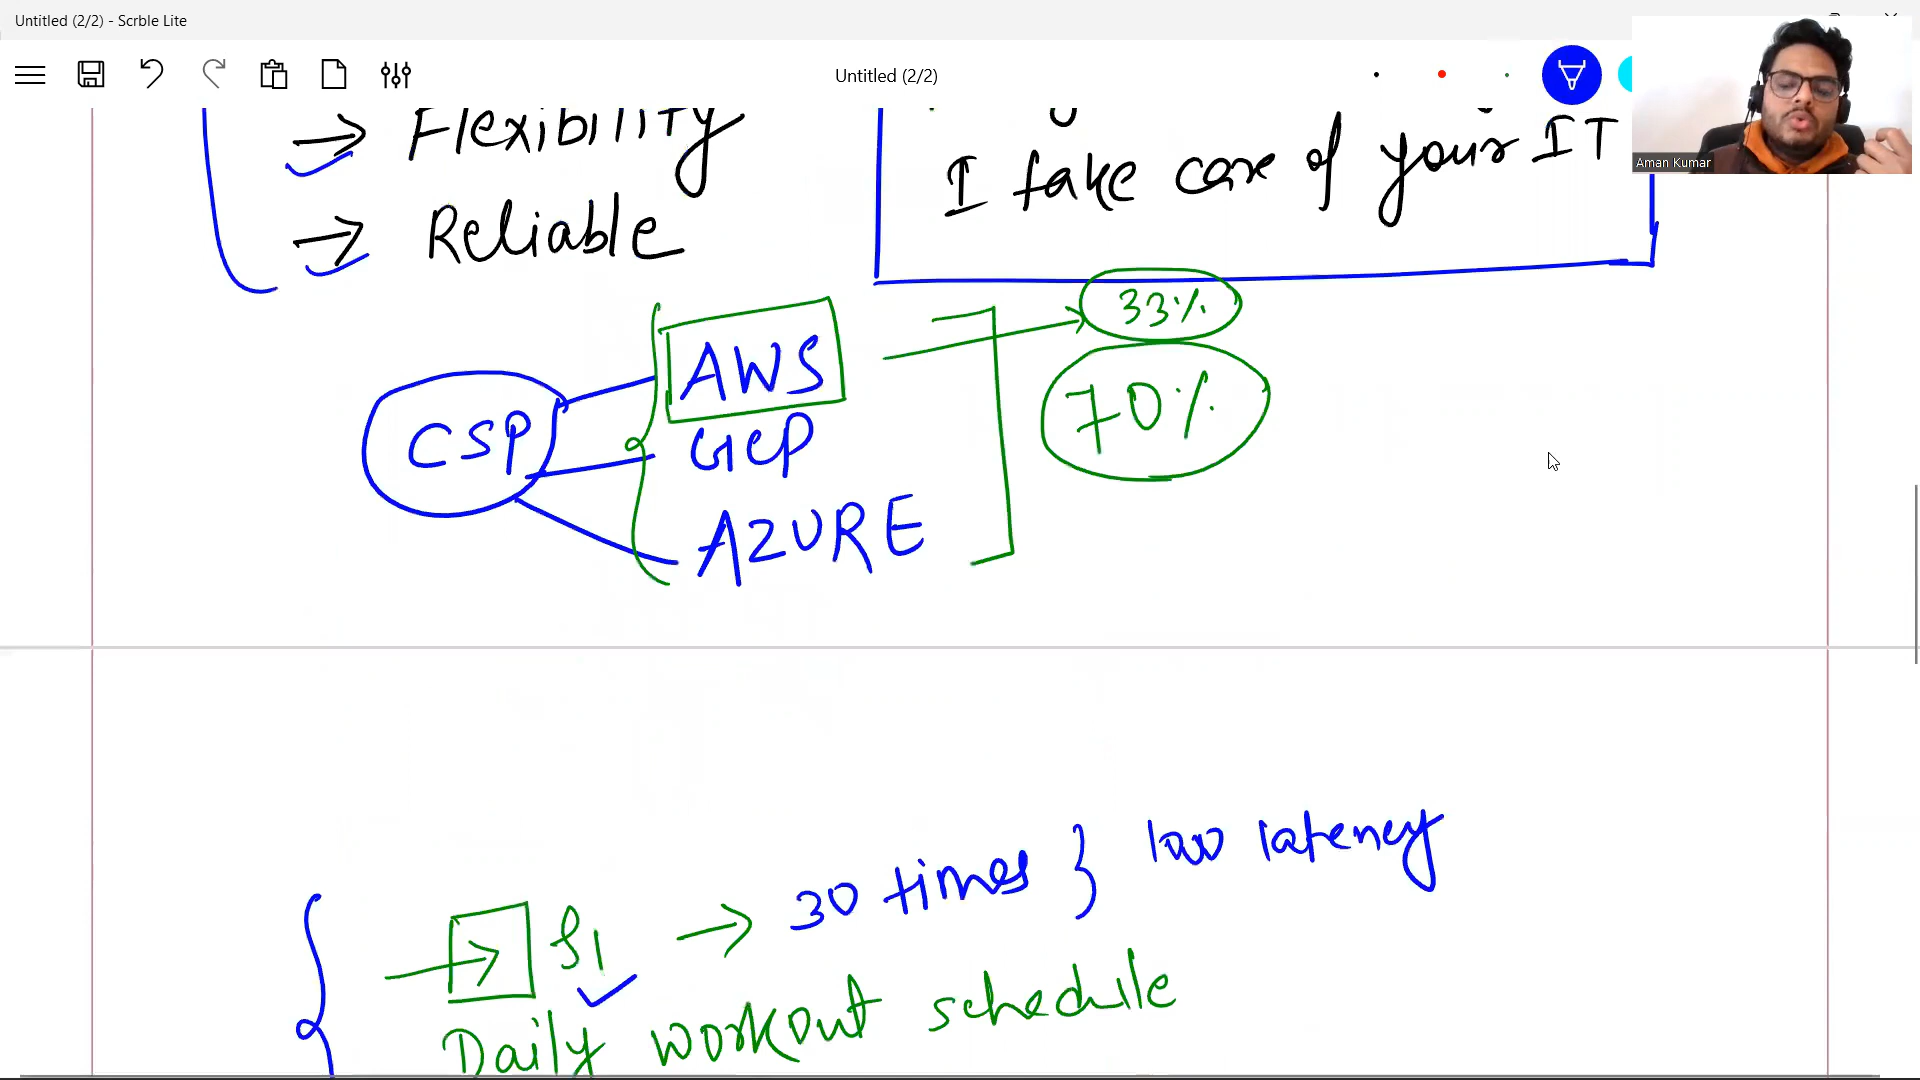 Untitled (2/2) - Scrble Lite
Untitled (2/2)
Aman Kumar
→ Flexibility
→ Reliable
I take care of your IT
CSP
AWS
GCP
AZURE
33%
70%
→ S1 → 30 times } low latency
Daily workout schedule